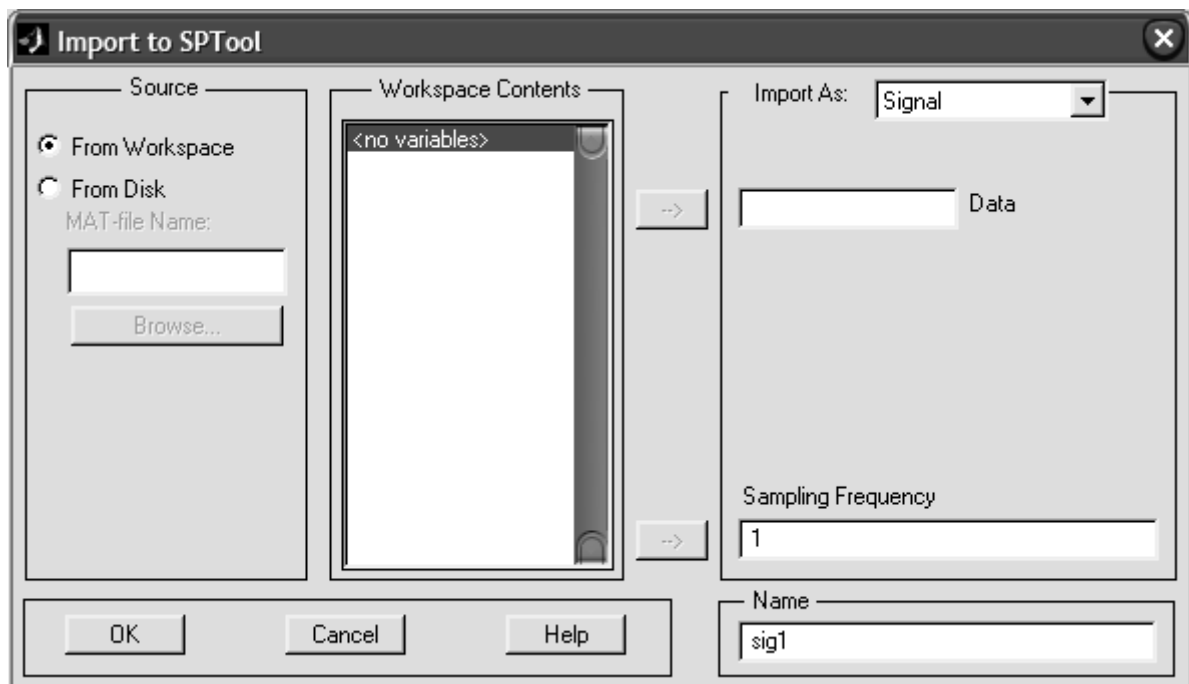 Import to SPTool
Source
From Workspace
From Disk
MAT-file Name:
Browse...
Workspace Contents
<no variables>
-->
-->
Import As:
Signal
Data
Sampling Frequency
1
OK
Cancel
Help
Name
sig1